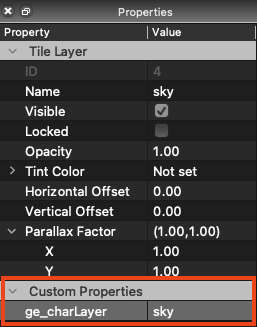 Properties
Property Value
Tile Layer
ID 4
Name sky
Visible
Locked
Opacity 1.00
Tint Color Not set
Horizontal Offset 0.00
Vertical Offset 0.00
Parallax Factor (1.00,1.00)
X 1.00
Y 1.00
Custom Properties
ge_charLayer sky